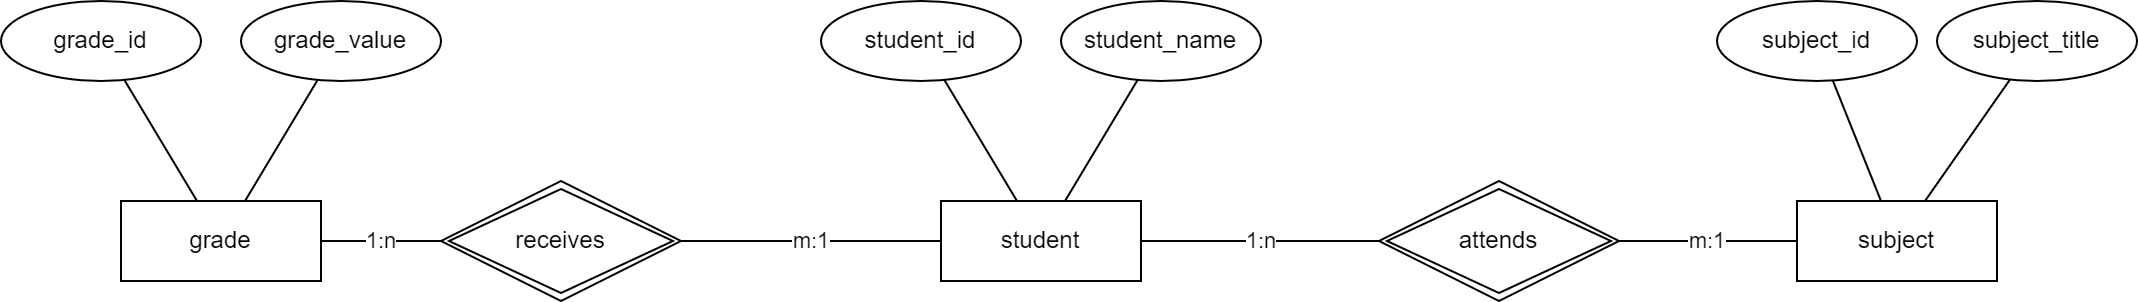 grade_id
grade_value
student_id
student_name
subject_id
subject_title
grade
1:n
receives
m:1
student
1:n
attends
m:1
subject